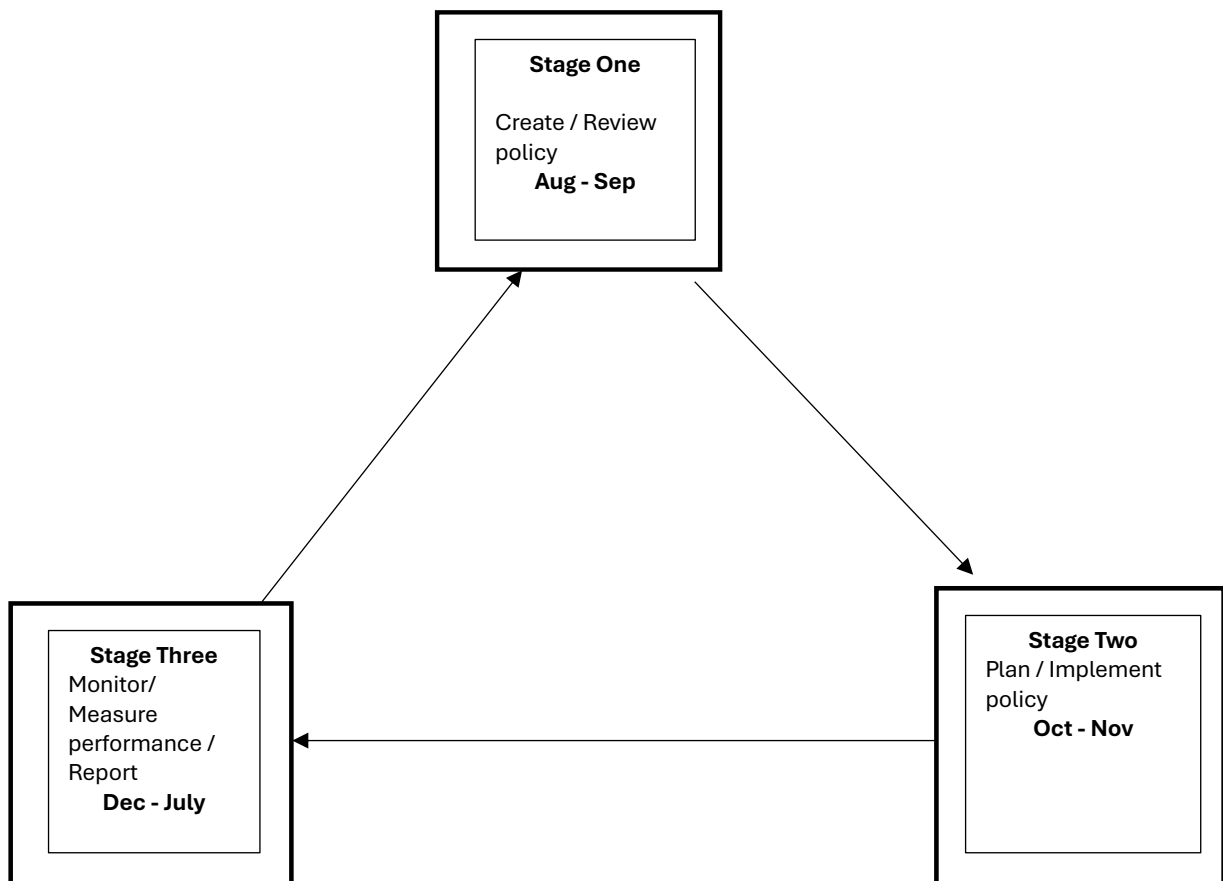 Stage One
Create / Review
policy
Aug - Sep
Stage Two
Plan / Implement
policy
Oct - Nov
Stage Three
Monitor/
Measure
performance /
Report
Dec - July